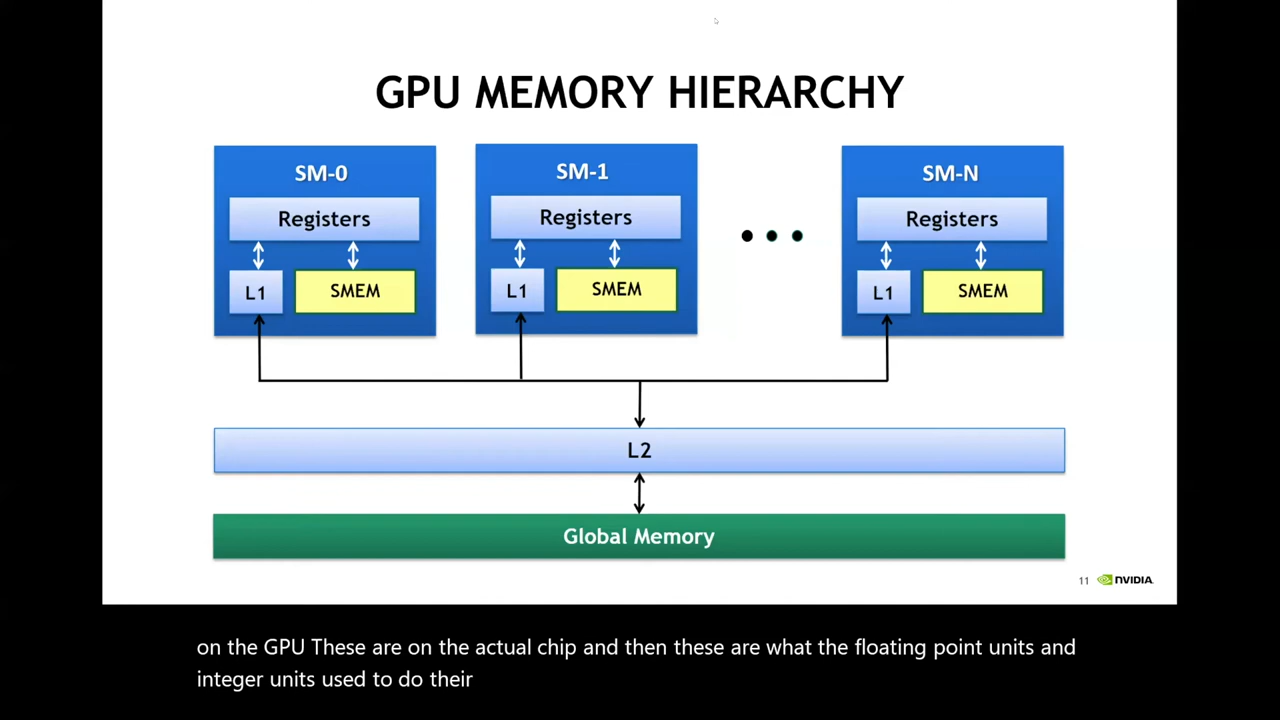 GPU MEMORY HIERARCHY
SM-0
Registers
L1
SMEM
SM-1
Registers
L1
SMEM
SM-N
Registers
L1
SMEM
L2
Global Memory
11 NVIDIA.
on the GPU These are on the actual chip and then these are what the floating point units and
integer units used to do their